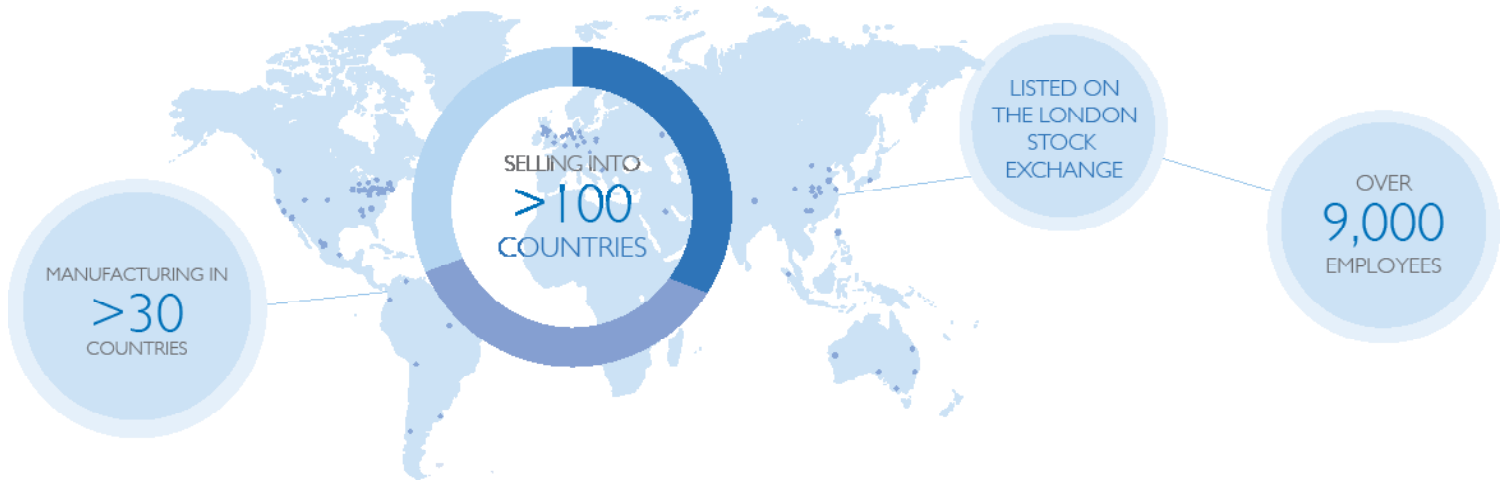 MANUFACTURING IN
>30
COUNTRIES
SELLING INTO
>100
COUNTRIES
LISTED ON
THE LONDON
STOCK
EXCHANGE
OVER
9,000
EMPLOYEES